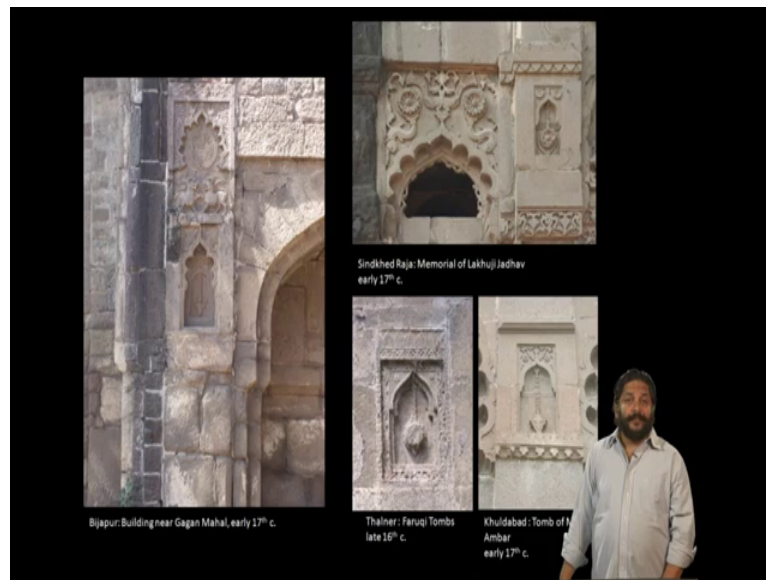 Sindkhed Raja: Memorial of Lakhuji Jadhav
early 17th c.
Bijapur: Building near Gagan Mahal, early 17th c.
Thalner: Faruqi Tombs
late 16th c.
Khuldabad: Tomb of
Ambar
early 17th c.